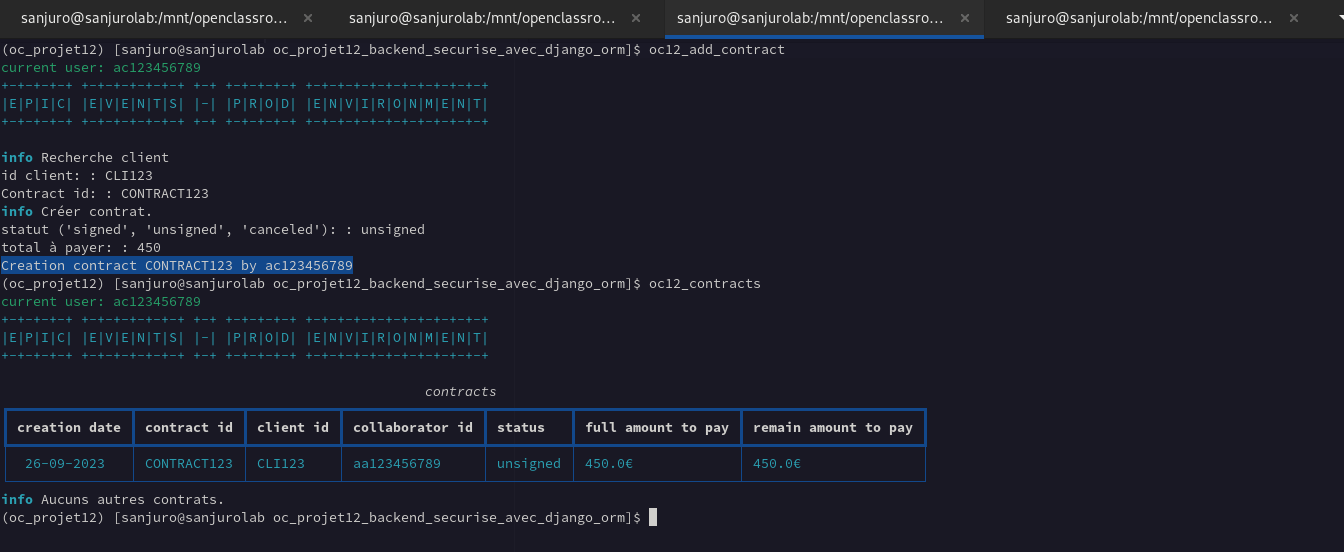 sanjuro@sanjurolab:/mnt/openclassro... × sanjuro@sanjurolab:/mnt/openclassro... × sanjuro@sanjurolab:/mnt/openclassro... × sanjuro@sanjurolab:/mnt/openclassro... ×
(oc_projet12) [sanjuro@sanjurolab oc_projet12_backend_securise_avec_django_orm]$ oc12_add_contract
current user: ac123456789
+-+-+-+-+ +-+-+-+-+-+-+ +-+ +-+-+-+-+ +-+-+-+-+-+-+-+-+-+-+-+
|E|P|I|C| |E|V|E|N|T|S| |-| |P|R|O|D| |E|N|V|I|R|O|N|M|E|N|T|
+-+-+-+-+ +-+-+-+-+-+-+ +-+ +-+-+-+-+ +-+-+-+-+-+-+-+-+-+-+-+
info Recherche client
id client: : CLI123
Contract id: : CONTRACT123
info Créer contrat.
statut ('signed', 'unsigned', 'canceled'): : unsigned
total à payer: : 450
Creation contract CONTRACT123 by ac123456789
(oc_projet12) [sanjuro@sanjurolab oc_projet12_backend_securise_avec_django_orm]$ oc12_contracts
current user: ac123456789
+-+-+-+-+ +-+-+-+-+-+-+ +-+ +-+-+-+-+ +-+-+-+-+-+-+-+-+-+-+-+
|E|P|I|C| |E|V|E|N|T|S| |-| |P|R|O|D| |E|N|V|I|R|O|N|M|E|N|T|
+-+-+-+-+ +-+-+-+-+-+-+ +-+ +-+-+-+-+ +-+-+-+-+-+-+-+-+-+-+-+
contracts
creation date contract id client id collaborator id status full amount to pay remain amount to pay
26-09-2023 CONTRACT123 CLI123 aa123456789 unsigned 450.0€ 450.0€
info Aucuns autres contrats.
(oc_projet12) [sanjuro@sanjurolab oc_projet12_backend_securise_avec_django_orm]$